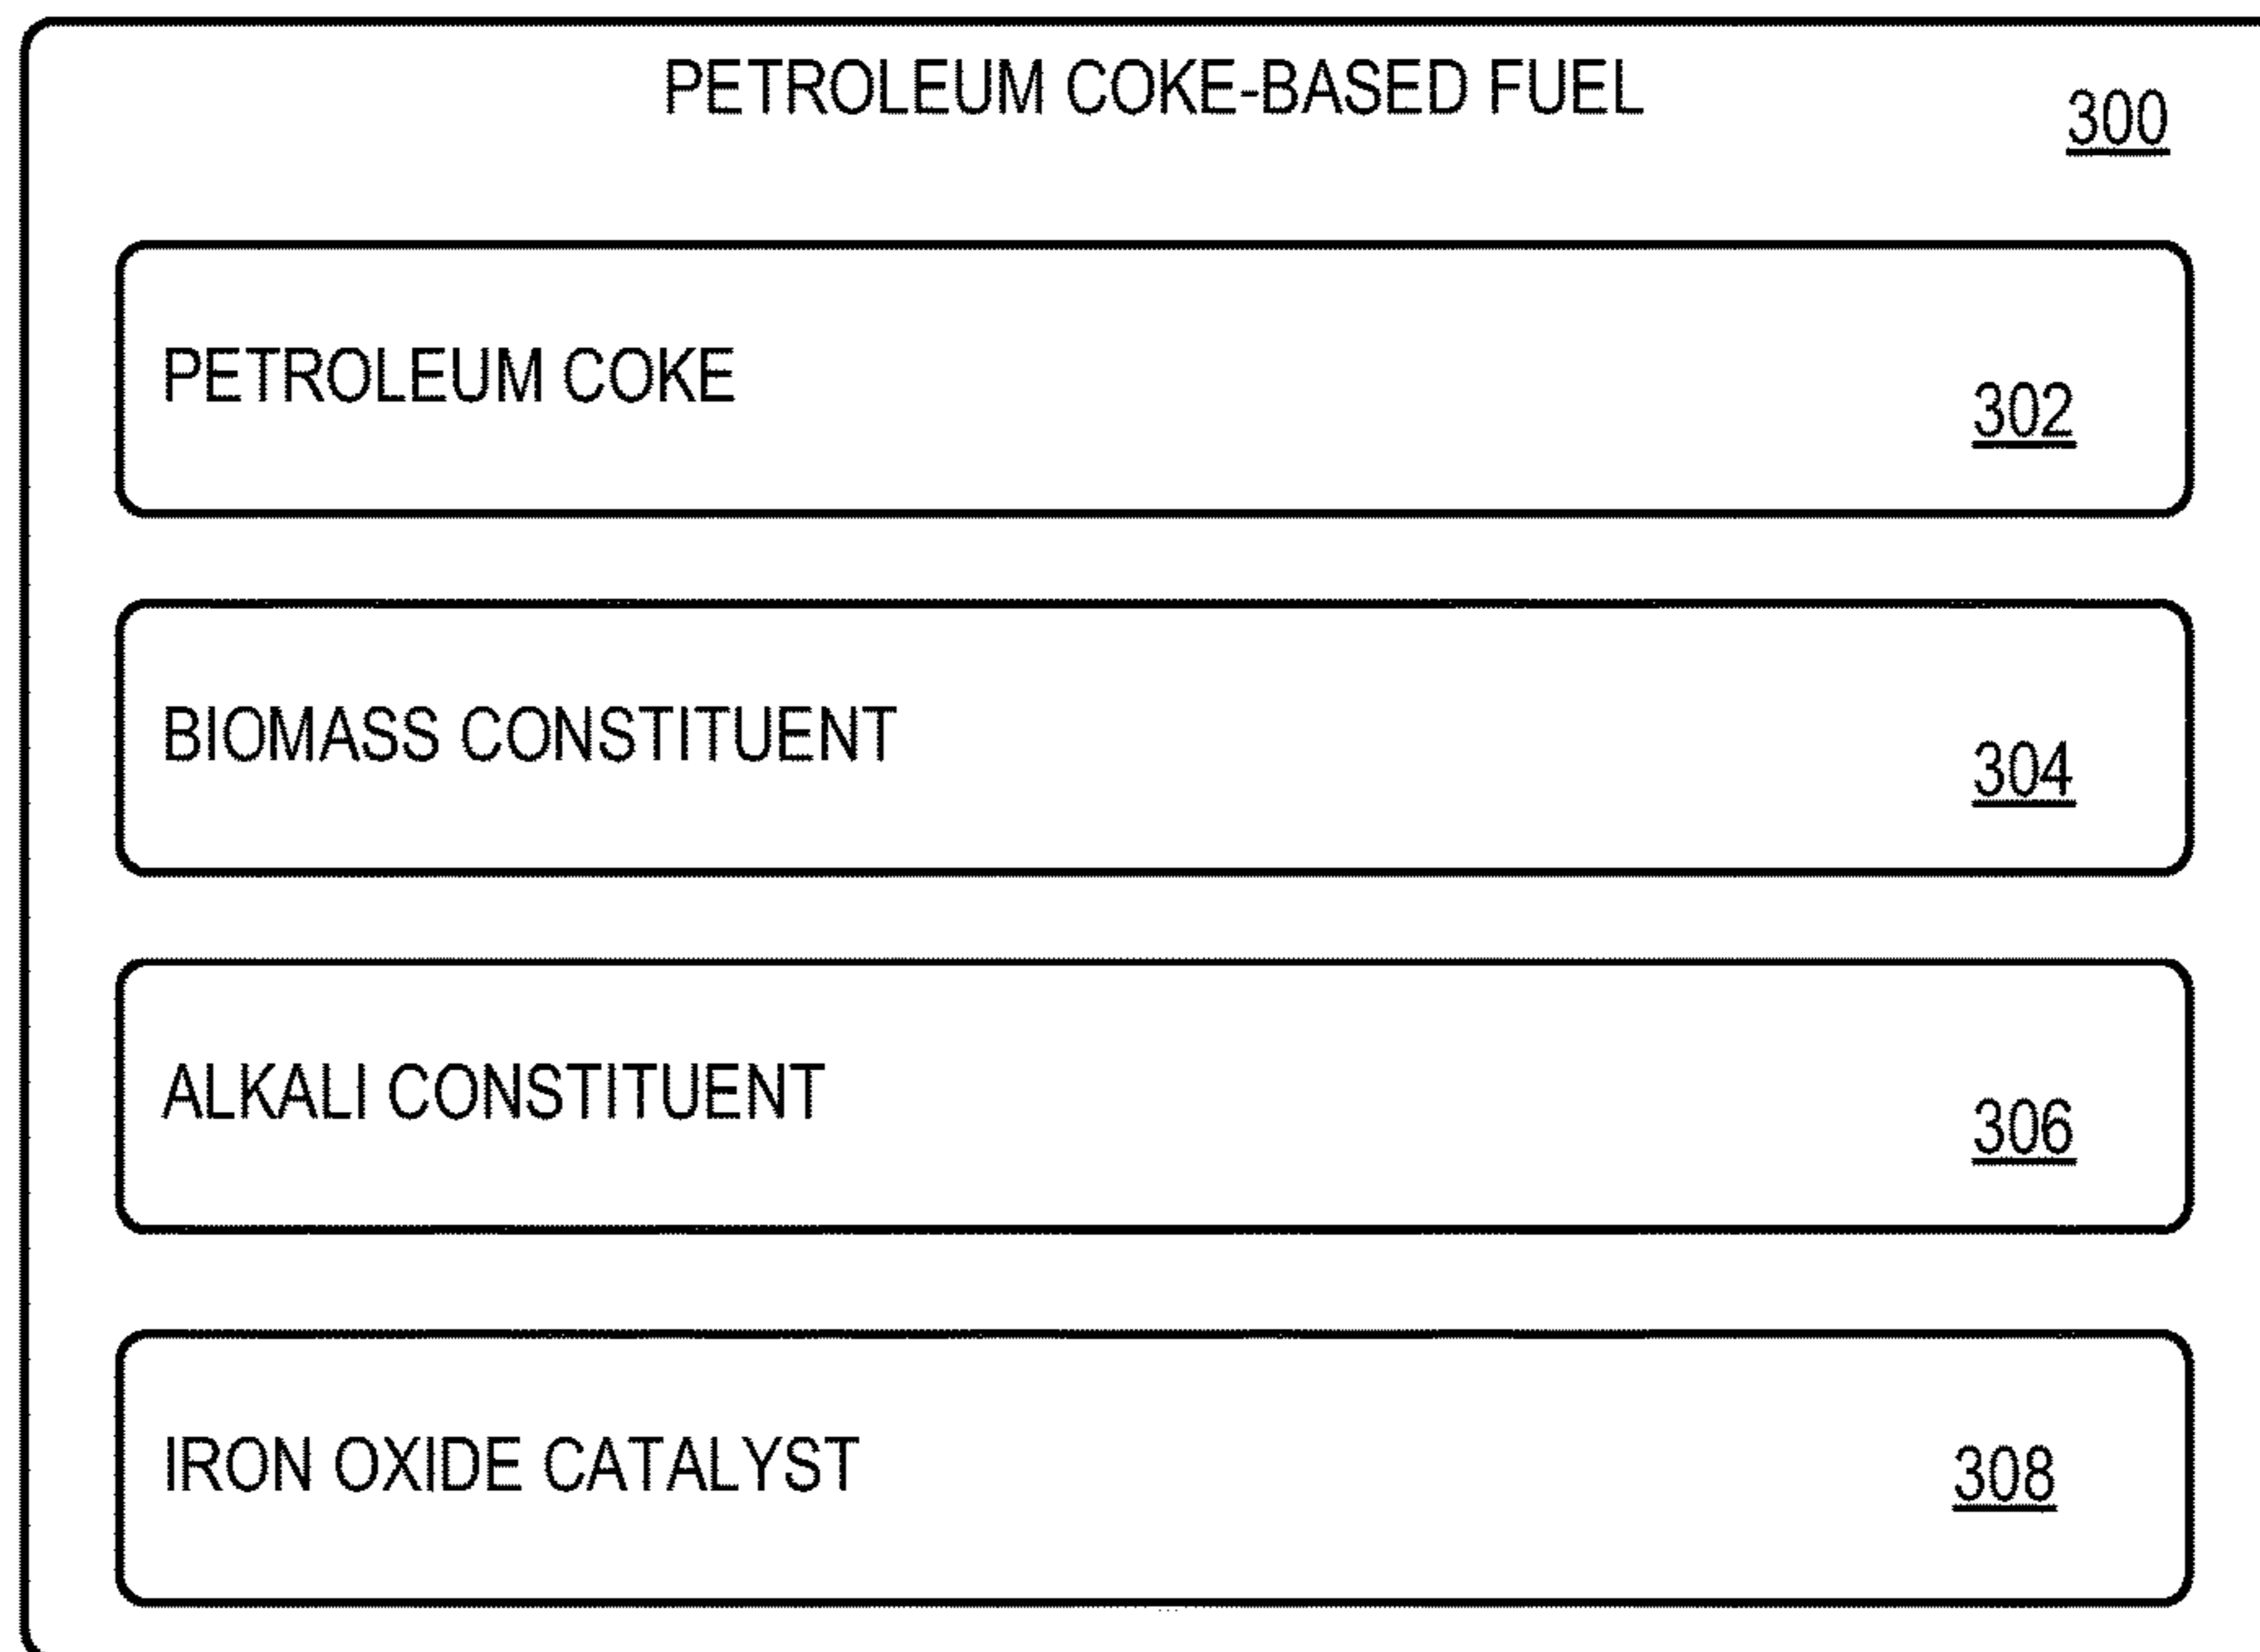 PETROLEUM COKE-BASED FUEL
300
PETROLEUM COKE
302
BIOMASS CONSTITUENT
304
ALKALI CONSTITUENT
306
IRON OXIDE CATALYST
308